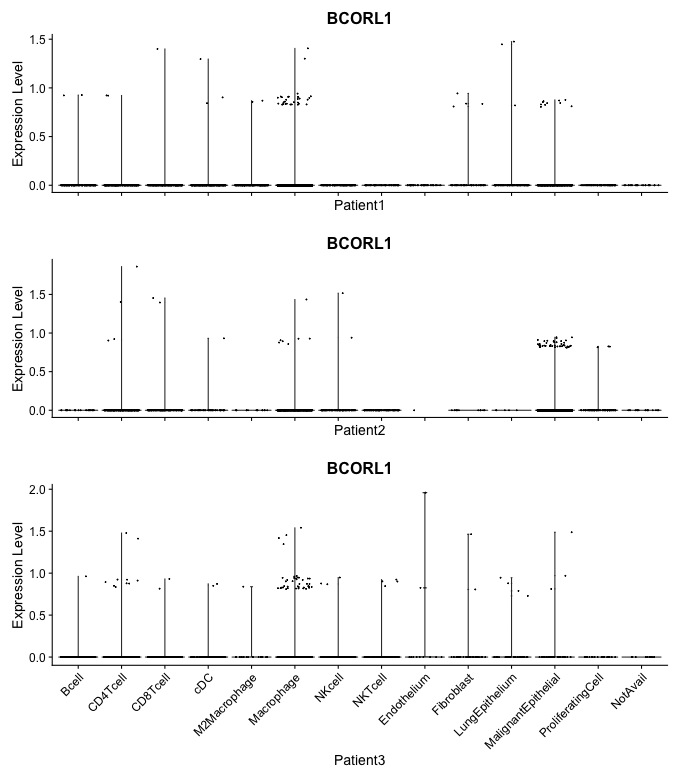 BCORL1
Expression Level
1.5
1.0
0.5
0.0
Patient1
BCORL1
Expression Level
1.5
1.0
0.5
0.0
Patient2
BCORL1
Expression Level
2.0
1.5
1.0
0.5
0.0
Bcell
CD4Tcell
CD8Tcell
cDC
M2Macrophage
Macrophage
NKcell
NKTcell
Endothelium
Fibroblast
LungEpithelium
MalignantEpithelial
ProliferatingCell
NotAvail
Patient3